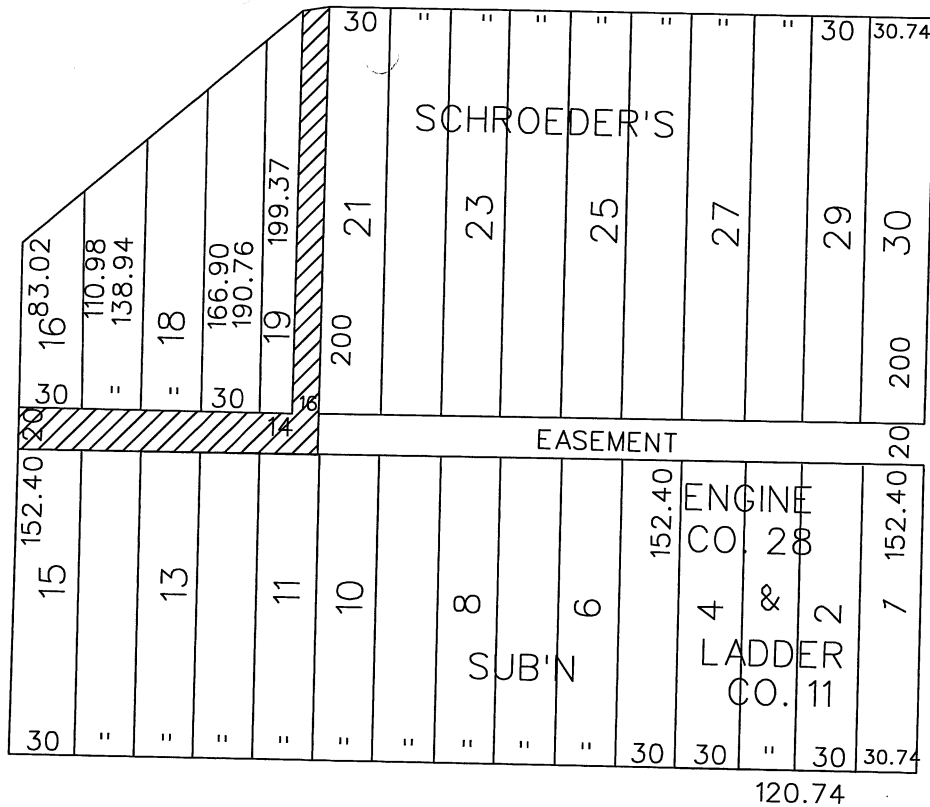 30 " " " " " " " 30 30.74
SCHROEDER'S
21 23 25 27 29 30
16 83.02 110.98 138.94 18 166.90 190.76 19 199.37
200 200
30 " " 30 16
20 14
EASEMENT 20
152.40 152.40 152.40
ENGINE
CO. 28
&
LADDER
CO. 11
15 13 11 10 8 6 4 2 1
SUB'N
30 " " " " " " " " " 30 30 " 30 30.74
120.74